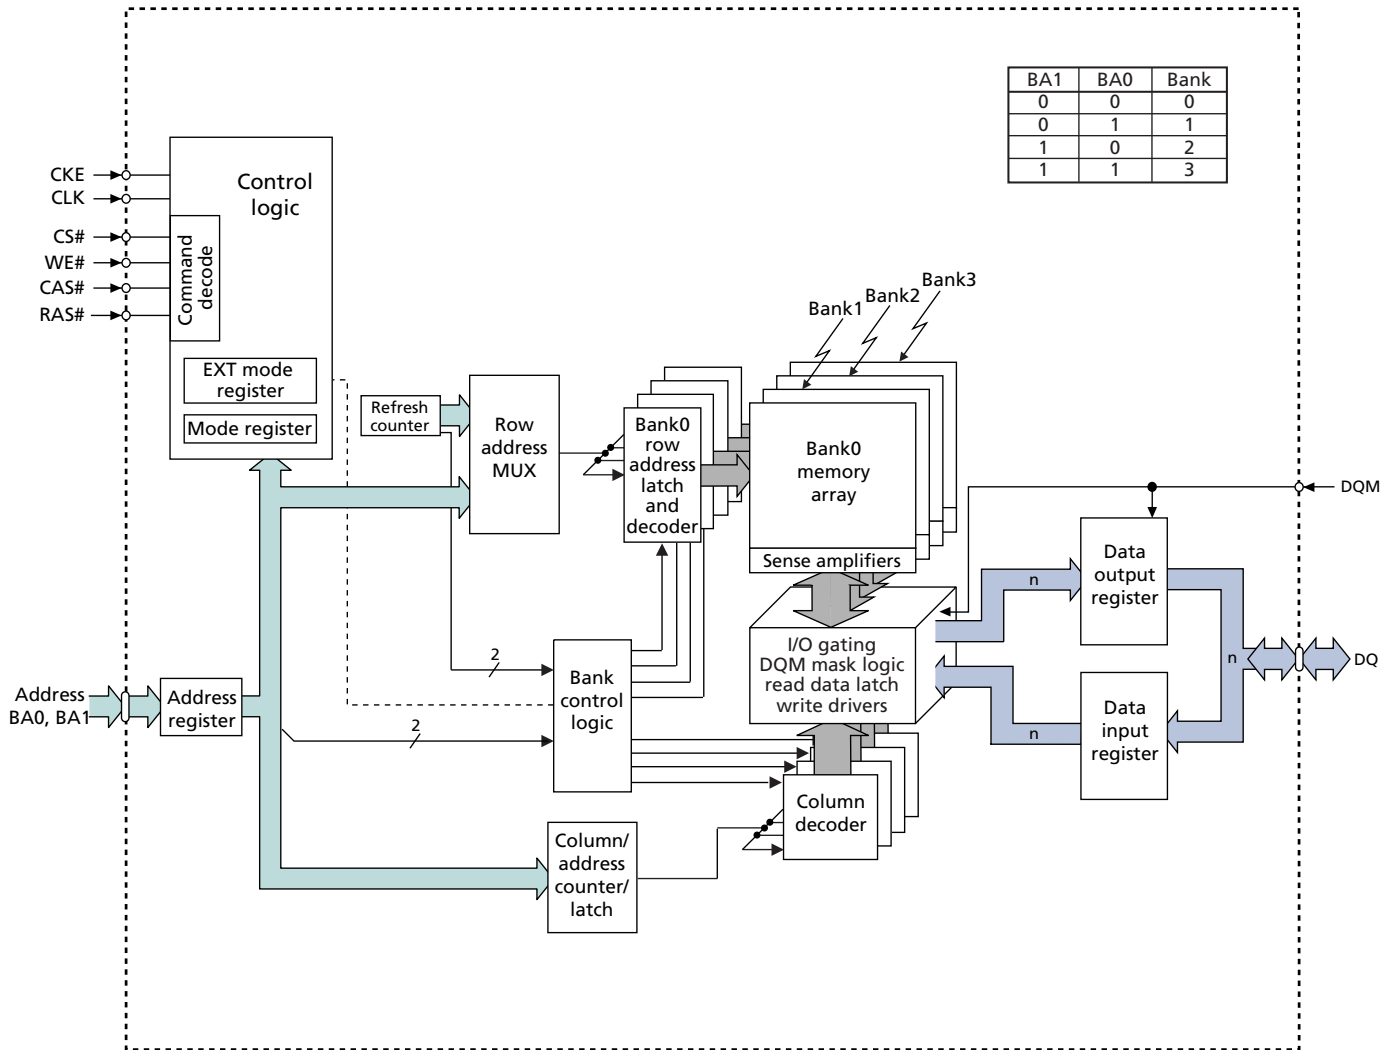 BA1 BA0 Bank
0 0 0
0 1 1
1 0 2
1 1 3
CKE
CLK
CS#
WE#
CAS#
RAS#
Control
logic
Command
decode
EXT mode
register
Mode register
Refresh
counter
Row
address
MUX
Bank0
row
address
latch
and
decoder
Bank1
Bank2
Bank3
Bank0
memory
array
Sense amplifiers
I/O gating
DQM mask logic
read data latch
write drivers
DQM
Data
output
register
n
n
n
DQ
Data
input
register
2
2
Bank
control
logic
Address
BA0, BA1
Address
register
Column
decoder
Column/
address
counter/
latch